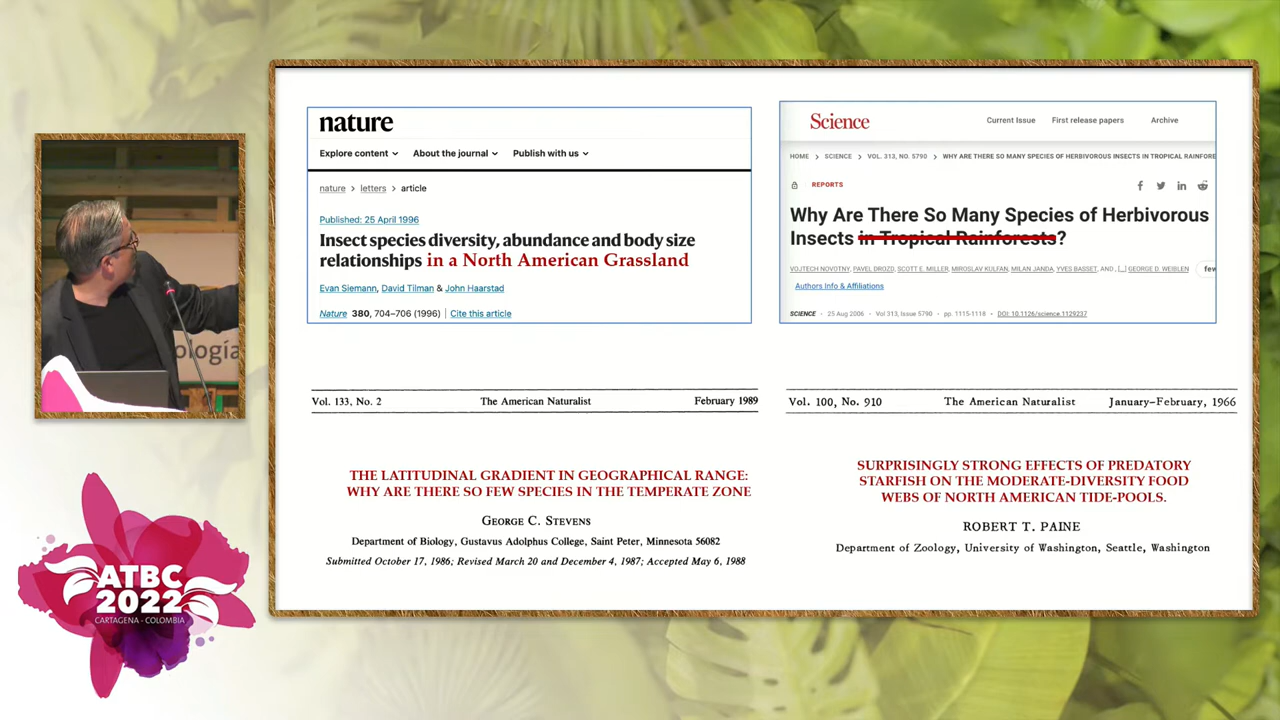 ología
ATBC
2022
CARTAGENA - COLOMBIA
nature
Explore content About the journal Publish with us
nature > letters > article
Published: 25 April 1996
Insect species diversity, abundance and body size
relationships in a North American Grassland
Evan Siemann, David Tilman & John Haarstad
Nature 380, 704–706 (1996) | Cite this article
Science Current Issue First release papers Archive
HOME > SCIENCE > VOL. 313, NO. 5790 > WHY ARE THERE SO MANY SPECIES OF HERBIVOROUS INSECTS IN TROPICAL RAINFORE
REPORTS
Why Are There So Many Species of Herbivorous
Insects in Tropical Rainforests?
VOJTECH NOVOTNY, PAVEL DROZD, SCOTT E. MILLER, MIROSLAV KULFAN, MILAN JANDA, YVES BASSET, AND , [...] GEORGE D. WEIBLEN few
Authors Info & Affiliations
SCIENCE • 25 Aug 2006 • Vol 313, Issue 5790 • pp. 1115-1118 • DOI: 10.1126/science.1129237
Vol. 133, No. 2 The American Naturalist February 1989
THE LATITUDINAL GRADIENT IN GEOGRAPHICAL RANGE:
WHY ARE THERE SO FEW SPECIES IN THE TEMPERATE ZONE
GEORGE C. STEVENS
Department of Biology, Gustavus Adolphus College, Saint Peter, Minnesota 56082
Submitted October 17, 1986; Revised March 20 and December 4, 1987; Accepted May 6, 1988
Vol. 100, No. 910 The American Naturalist January–February, 1966
SURPRISINGLY STRONG EFFECTS OF PREDATORY
STARFISH ON THE MODERATE-DIVERSITY FOOD
WEBS OF NORTH AMERICAN TIDE-POOLS.
ROBERT T. PAINE
Department of Zoology, University of Washington, Seattle, Washington